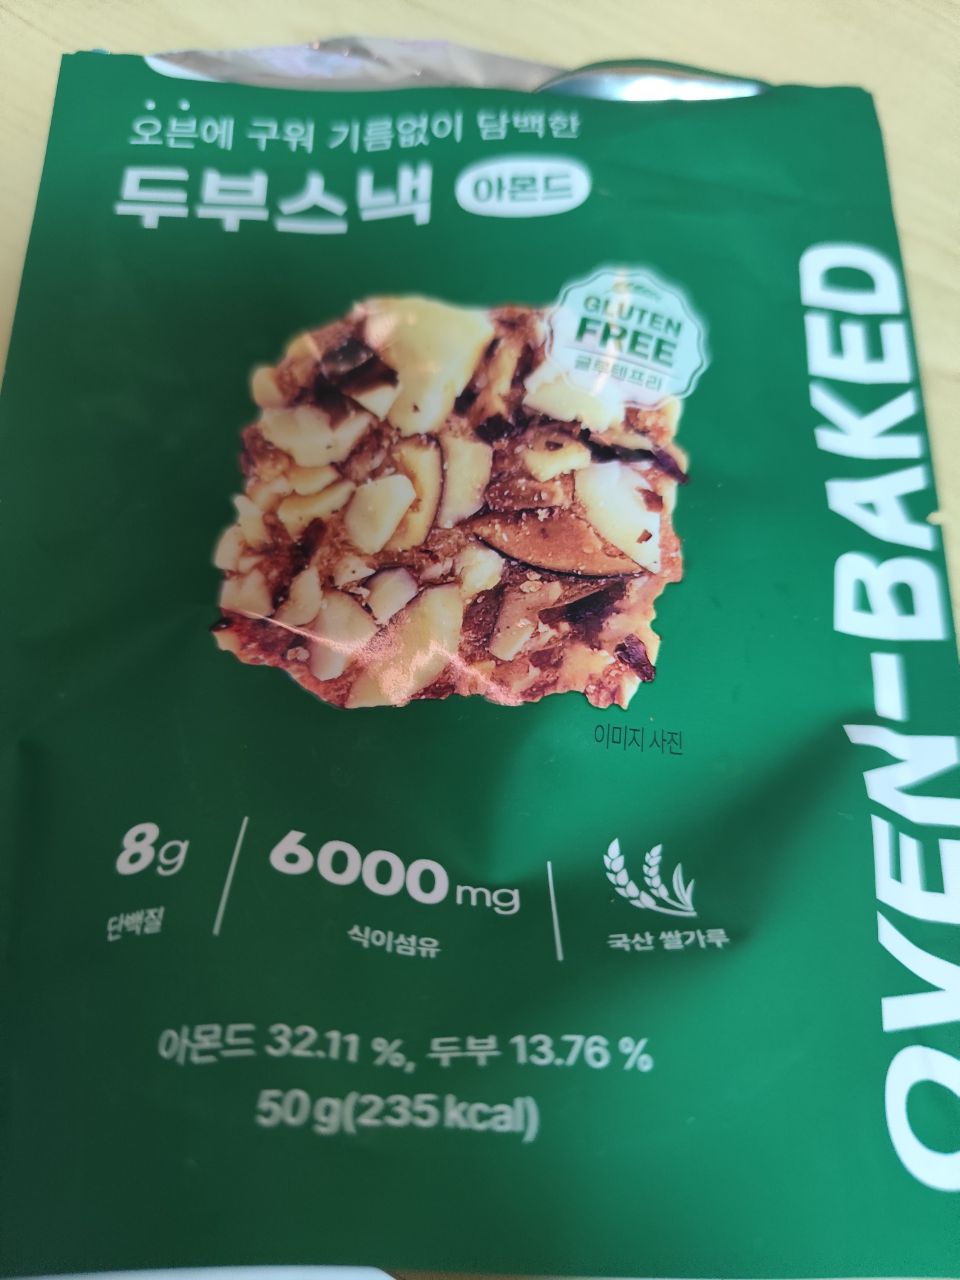 오븐에 구워 기름없이 담백한
두부스낵 아몬드
GLUTEN
FREE
글루텐프리
OVEN-BAKED
이미지 사진
8g
단백질
6000mg
식이섬유
국산 쌀가루
아몬드 32.11 %, 두부 13.76 %
50g(235kcal)